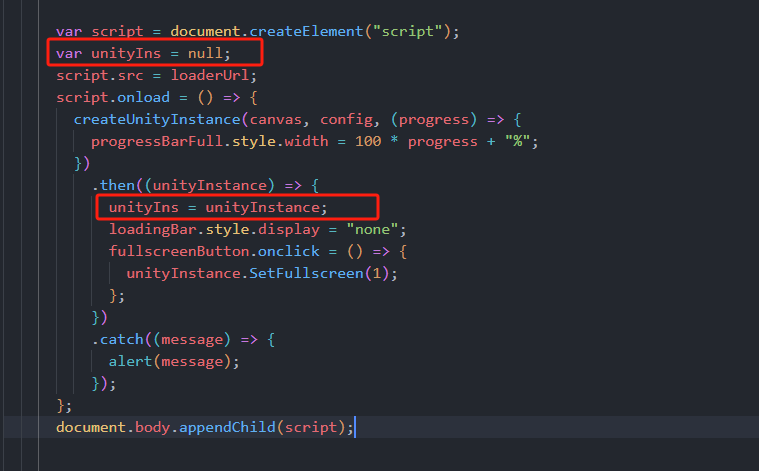 var script = document.createElement("script");
var unityIns = null;
script.src = loaderUrl;
script.onload = () => {
createUnityInstance(canvas, config, (progress) => {
progressBarFull.style.width = 100 * progress + "%";
})
.then((unityInstance) => {
unityIns = unityInstance;
loadingBar.style.display = "none";
fullscreenButton.onclick = () => {
unityInstance.SetFullscreen(1);
};
})
.catch((message) => {
alert(message);
});
};
document.body.appendChild(script);